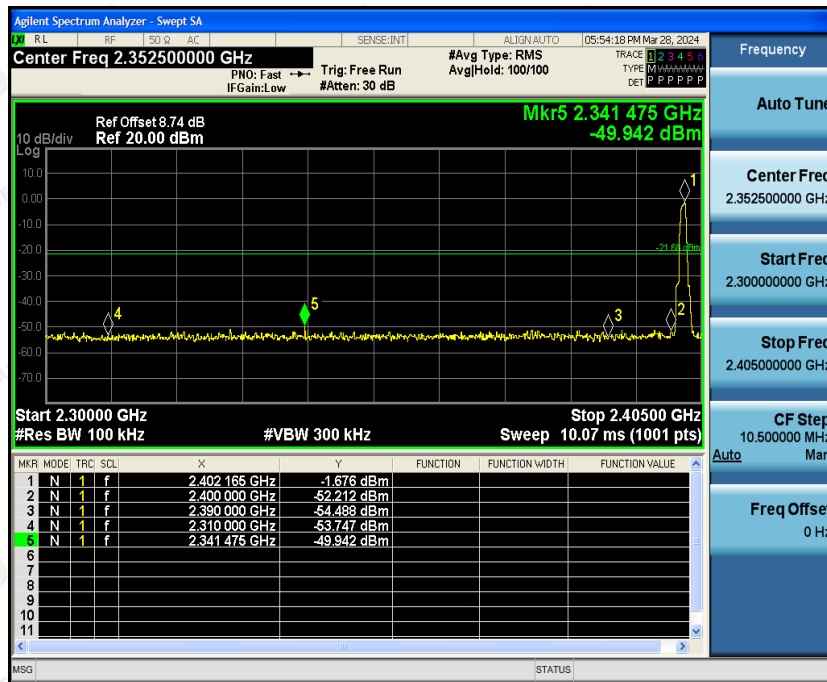 Agilent Spectrum Analyzer - Swept SA
LXI RL RF 50 Ω AC SENSE:INT ALIGN AUTO 05:54:18 PM Mar 28, 2024
Center Freq 2.352500000 GHz
PNO: Fast
IFGain:Low
Trig: Free Run
#Atten: 30 dB
#Avg Type: RMS
Avg|Hold: 100/100
TRACE 1 2 3 4 5 6
TYPE M WWWWW
DET P P P P P P
Mkr5 2.341 475 GHz
-49.942 dBm
Ref Offset 8.74 dB
Ref 20.00 dBm
10 dB/div
Log
10.0
0.00
-10.0
-20.0
-30.0
-40.0
-50.0
-60.0
-70.0
-21.68 dBm
1
2
3
4
5
Start 2.30000 GHz Stop 2.40500 GHz
#Res BW 100 kHz #VBW 300 kHz Sweep 10.07 ms (1001 pts)
MKR MODE TRC SCL X Y FUNCTION FUNCTION WIDTH FUNCTION VALUE
1 N 1 f 2.402 165 GHz -1.676 dBm
2 N 1 f 2.400 000 GHz -52.212 dBm
3 N 1 f 2.390 000 GHz -54.488 dBm
4 N 1 f 2.310 000 GHz -53.747 dBm
5 N 1 f 2.341 475 GHz -49.942 dBm
6
7
8
9
10
11
MSG STATUS
Frequency
Auto Tune
Center Freq
2.352500000 GHz
Start Freq
2.300000000 GHz
Stop Freq
2.405000000 GHz
CF Step
10.500000 MHz
Auto Man
Freq Offset
0 Hz